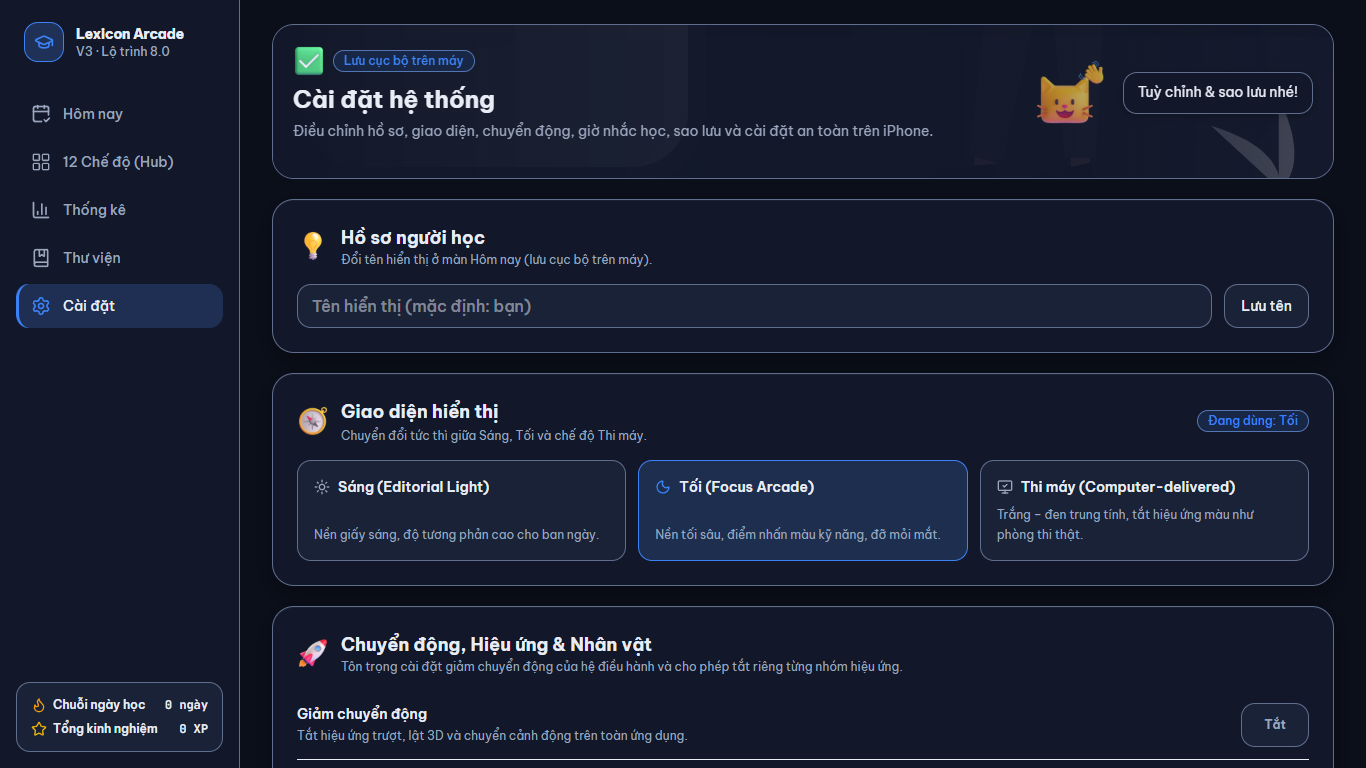 Lexicon Arcade
V3 · Lộ trình 8.0
Hôm nay
12 Chế độ (Hub)
Thống kê
Thư viện
Cài đặt
Chuỗi ngày học 0 ngày
Tổng kinh nghiệm 0 XP
Lưu cục bộ trên máy
Cài đặt hệ thống
Điều chỉnh hồ sơ, giao diện, chuyển động, giờ nhắc học, sao lưu và cài đặt an toàn trên iPhone.
Tuỳ chỉnh & sao lưu nhé!
Hồ sơ người học
Đổi tên hiển thị ở màn Hôm nay (lưu cục bộ trên máy).
Tên hiển thị (mặc định: bạn)
Lưu tên
Giao diện hiển thị
Chuyển đổi tức thì giữa Sáng, Tối và chế độ Thi máy.
Đang dùng: Tối
Sáng (Editorial Light)
Nền giấy sáng, độ tương phản cao cho ban ngày.
Tối (Focus Arcade)
Nền tối sâu, điểm nhấn màu kỹ năng, đỡ mỏi mắt.
Thi máy (Computer-delivered)
Trắng – đen trung tính, tắt hiệu ứng màu như
phòng thi thật.
Chuyển động, Hiệu ứng & Nhân vật
Tôn trọng cài đặt giảm chuyển động của hệ điều hành và cho phép tắt riêng từng nhóm hiệu ứng.
Giảm chuyển động
Tắt hiệu ứng trượt, lật 3D và chuyển cảnh động trên toàn ứng dụng.
Tắt